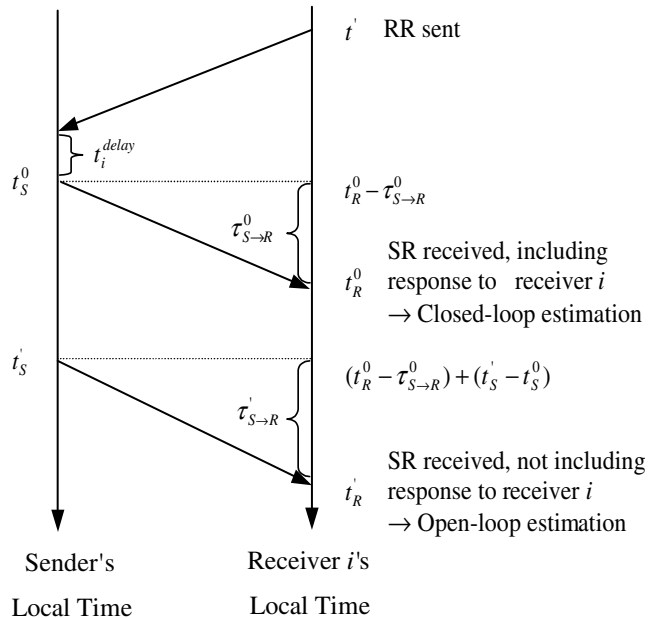 t' RR sent
t_i^{delay}
t_S^0
t_R^0 − τ_{S→R}^0
τ_{S→R}^0
SR received, including
t_R^0 response to receiver i
→ Closed-loop estimation
t_S^'
(t_R^0 − τ_{S→R}^0) + (t_S^' − t_S^0)
τ_{S→R}^'
SR received, not including
t_R^' response to receiver i
→ Open-loop estimation
Sender's
Local Time
Receiver i's
Local Time